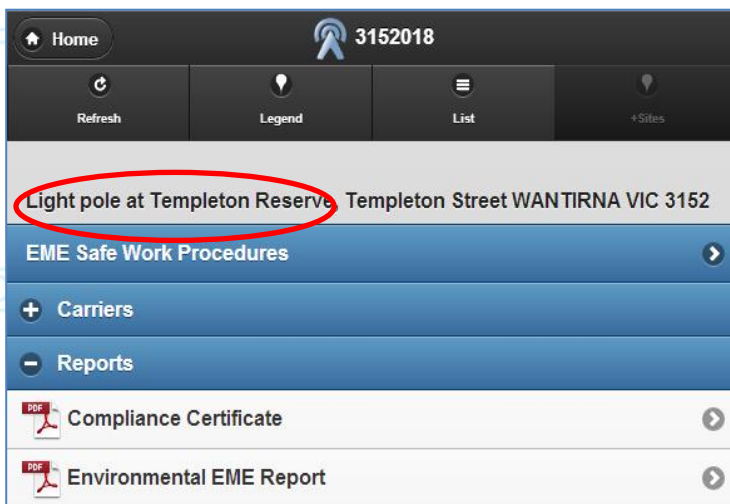 Home
3152018
Refresh Legend List +Sites
Light pole at Templeton Reserve, Templeton Street WANTIRNA VIC 3152
EME Safe Work Procedures
Carriers
Reports
PDF Compliance Certificate
PDF Environmental EME Report